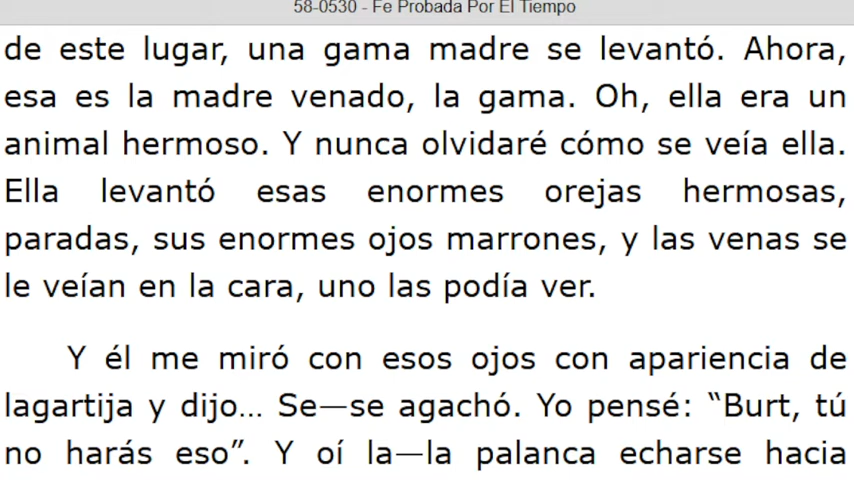 58-0530 - Fe Probada Por El Tiempo
de este lugar, una gama madre se levantó. Ahora,
esa es la madre venado, la gama. Oh, ella era un
animal hermoso. Y nunca olvidaré cómo se veía ella.
Ella levantó esas enormes orejas hermosas,
paradas, sus enormes ojos marrones, y las venas se
le veían en la cara, uno las podía ver.
Y él me miró con esos ojos con apariencia de
lagartija y dijo… Se—se agachó. Yo pensé: “Burt, tú
no harás eso”. Y oí la—la palanca echarse hacia